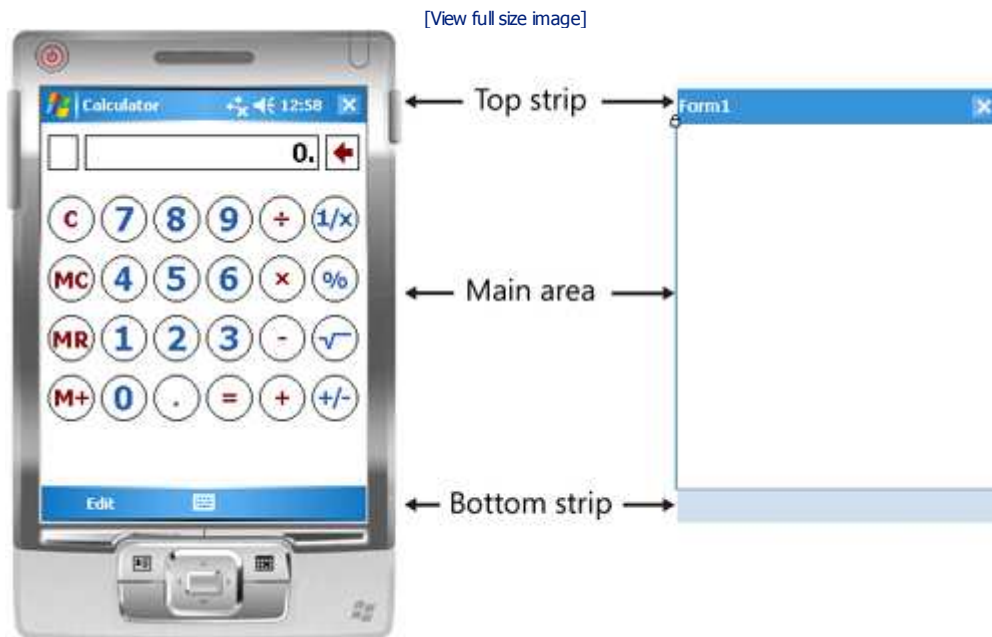 [View full size image]
Calculator 12:58
Top strip
Form1
0.
C 7 8 9 ÷ 1/x
MC 4 5 6 × %
Main area
MR 1 2 3 - √
M+ 0 . = + +/-
Edit
Bottom strip